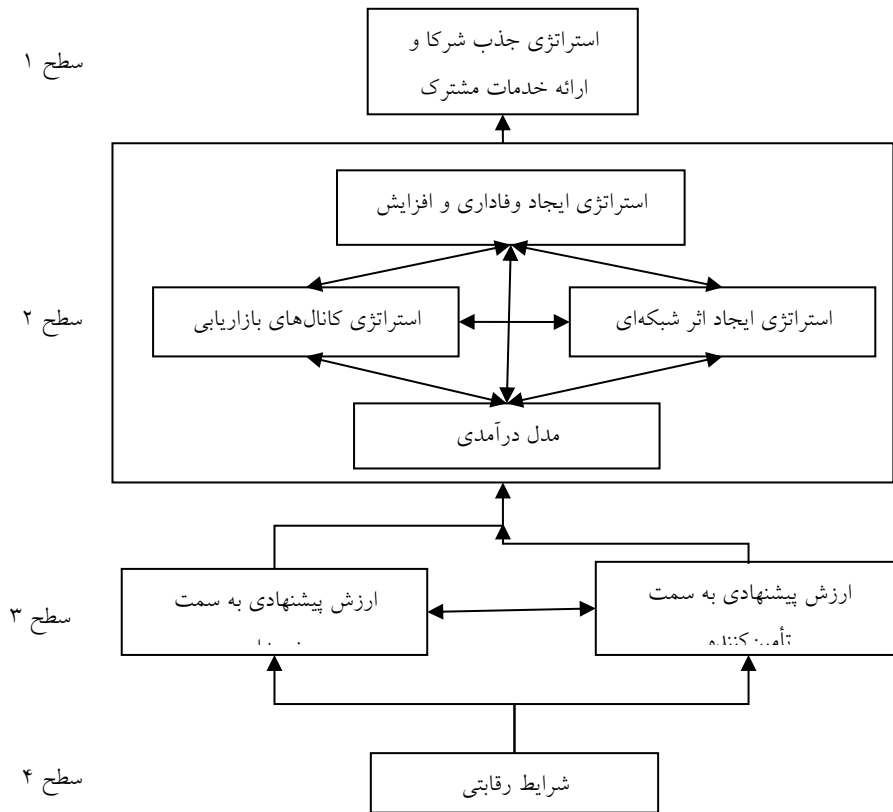 استراتژی جذب شرکا و
ارائه خدمات مشترک
سطح ۱
استراتژی ایجاد وفاداری و افزایش
استراتژی ایجاد اثر شبکه‌ای
استراتژی کانال‌های بازاریابی
سطح ۲
مدل درآمدی
ارزش پیشنهادی به سمت
تأمین‌کننده
ارزش پیشنهادی به سمت
سطح ۳
شرایط رقابتی
سطح ۴